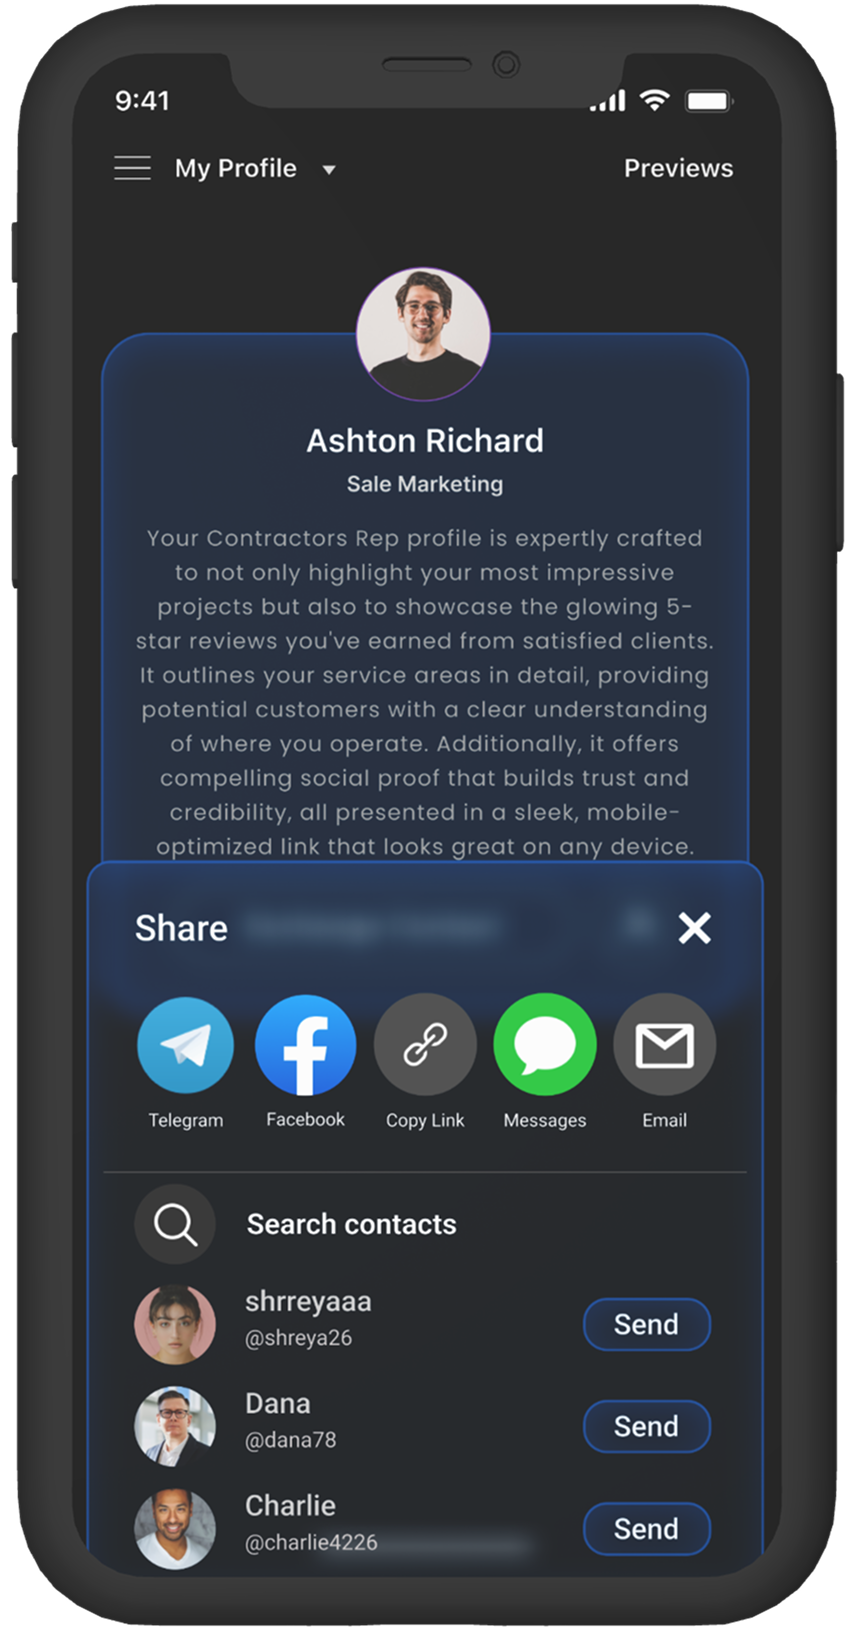 9:41
My Profile
Previews
Ashton Richard
Sale Marketing
Your Contractors Rep profile is expertly crafted
to not only highlight your most impressive
projects but also to showcase the glowing 5-
star reviews you've earned from satisfied clients.
It outlines your service areas in detail, providing
potential customers with a clear understanding
of where you operate. Additionally, it offers
compelling social proof that builds trust and
credibility, all presented in a sleek, mobile-
optimized link that looks great on any device.
Share
Telegram Facebook Copy Link Messages Email
Search contacts
shrreyaaa
@shreya26
Send
Dana
@dana78
Send
Charlie
@charlie4226
Send